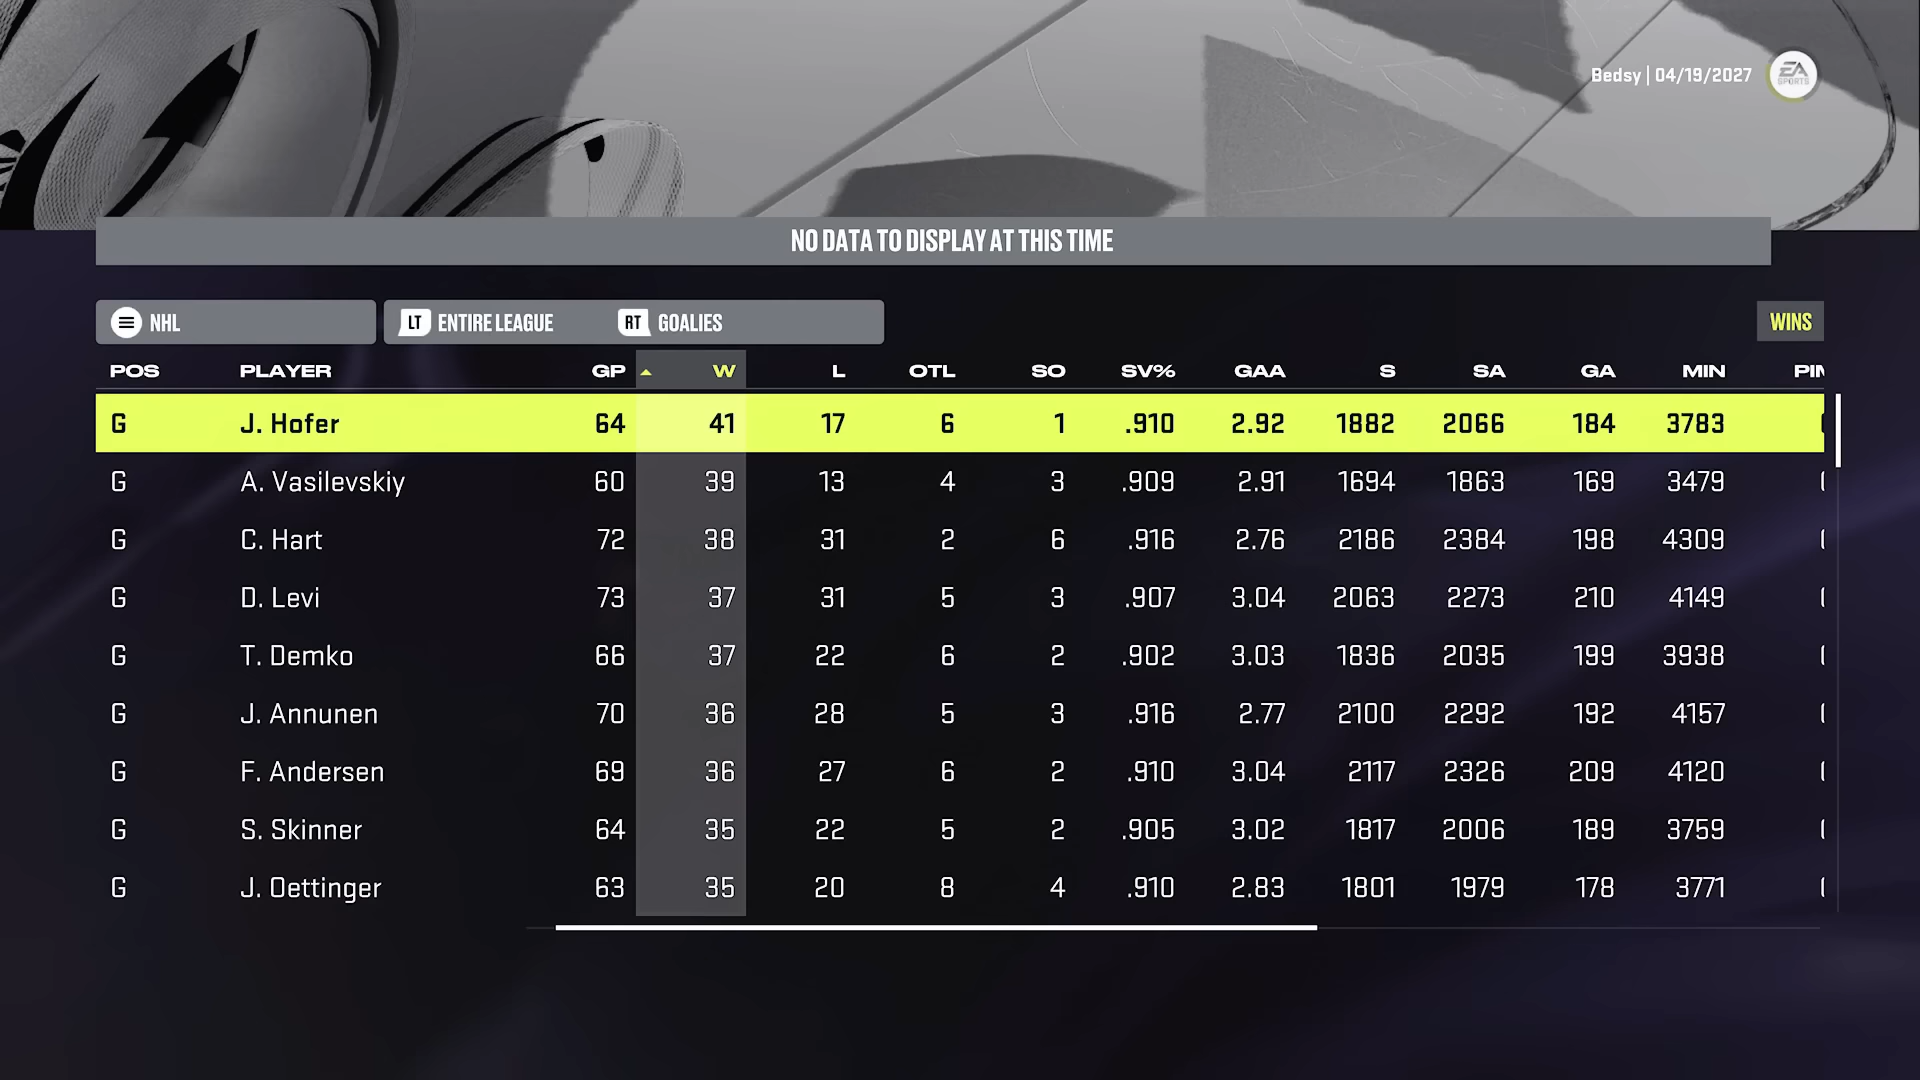 Bedsy | 04/19/2027
EA SPORTS
NO DATA TO DISPLAY AT THIS TIME
NHL LT ENTIRE LEAGUE RT GOALIES WINS
POS PLAYER GP W L OTL SO SV% GAA S SA GA MIN
G J. Hofer 64 41 17 6 1 .910 2.92 1882 2066 184 3783
G A. Vasilevskiy 60 39 13 4 3 .909 2.91 1694 1863 169 3479
G C. Hart 72 38 31 2 6 .916 2.76 2186 2384 198 4309
G D. Levi 73 37 31 5 3 .907 3.04 2063 2273 210 4149
G T. Demko 66 37 22 6 2 .902 3.03 1836 2035 199 3938
G J. Annunen 70 36 28 5 3 .916 2.77 2100 2292 192 4157
G F. Andersen 69 36 27 6 2 .910 3.04 2117 2326 209 4120
G S. Skinner 64 35 22 5 2 .905 3.02 1817 2006 189 3759
G J. Oettinger 63 35 20 8 4 .910 2.83 1801 1979 178 3771